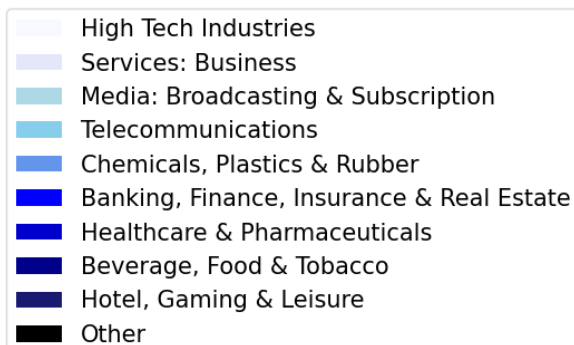 High Tech Industries
Services: Business
Media: Broadcasting & Subscription
Telecommunications
Chemicals, Plastics & Rubber
Banking, Finance, Insurance & Real Estate
Healthcare & Pharmaceuticals
Beverage, Food & Tobacco
Hotel, Gaming & Leisure
Other